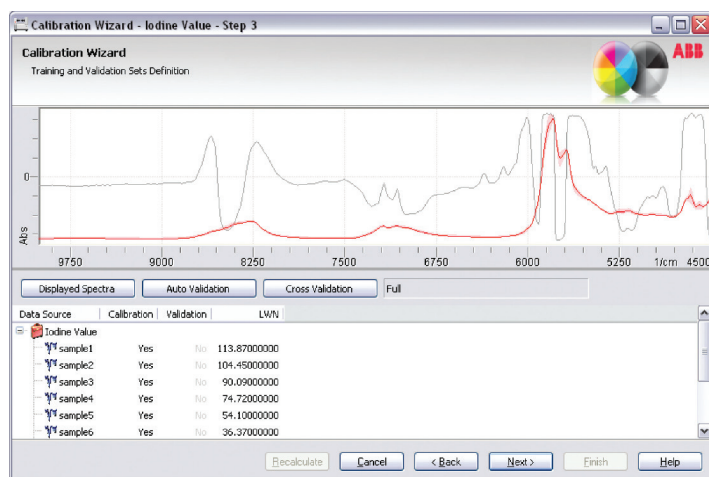 Calibration Wizard - Iodine Value - Step 3
Calibration Wizard
Training and Validation Sets Definition
ABB
0
Abs
9750 9000 8250 7500 6750 6000 5250 1/cm 4500
Displayed Spectra Auto Validation Cross Validation Full
Data Source Calibration Validation LWN
Iodine Value
sample1 Yes No 113.87000000
sample2 Yes No 104.45000000
sample3 Yes No 90.09000000
sample4 Yes No 74.72000000
sample5 Yes No 54.10000000
sample6 Yes No 36.37000000
Recalculate Cancel < Back Next > Finish Help